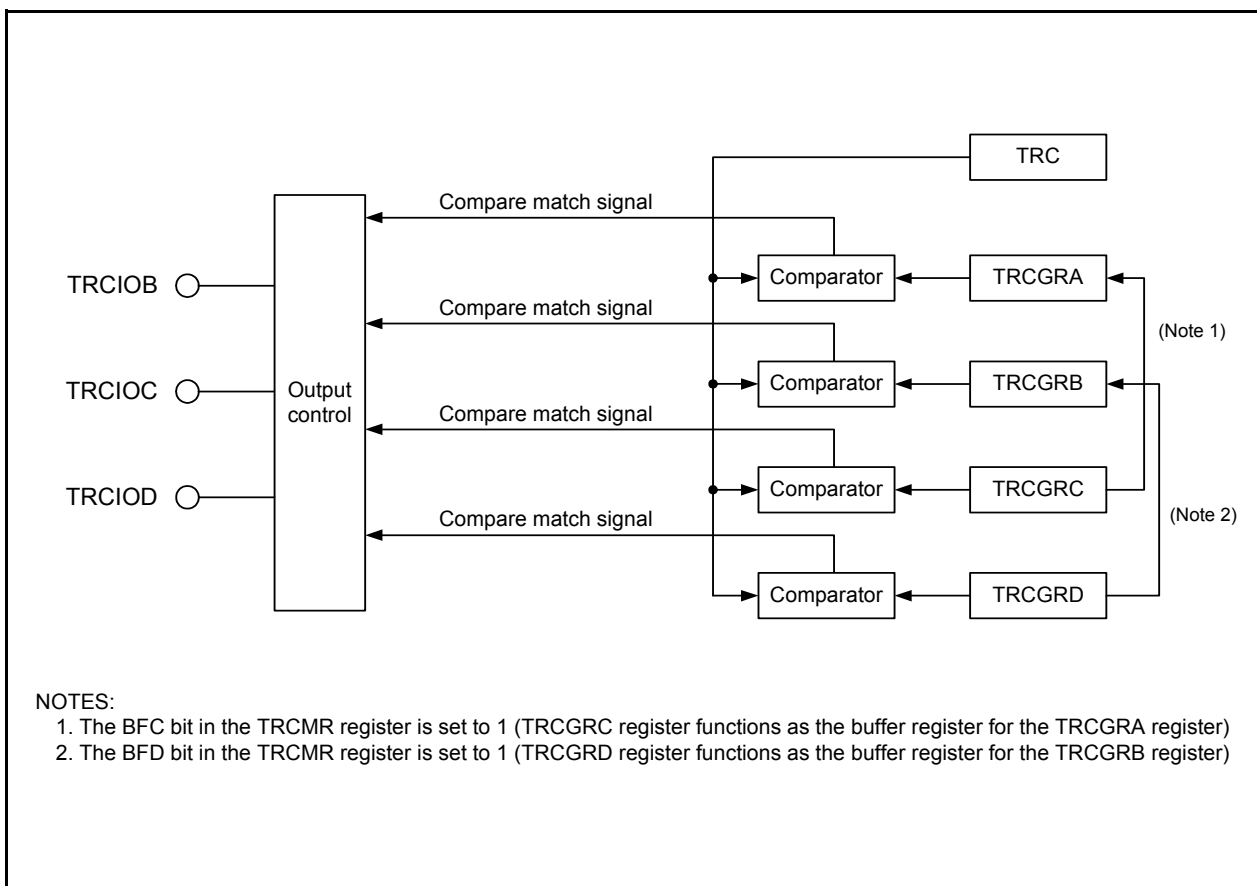 TRC
Compare match signal
Comparator
TRCGRA
TRCIOB
Compare match signal
(Note 1)
Comparator
TRCGRB
TRCIOC
Output
control
Compare match signal
Comparator
TRCGRC
TRCIOD
Compare match signal
(Note 2)
Comparator
TRCGRD
NOTES:
1. The BFC bit in the TRCMR register is set to 1 (TRCGRC register functions as the buffer register for the TRCGRA register)
2. The BFD bit in the TRCMR register is set to 1 (TRCGRD register functions as the buffer register for the TRCGRB register)